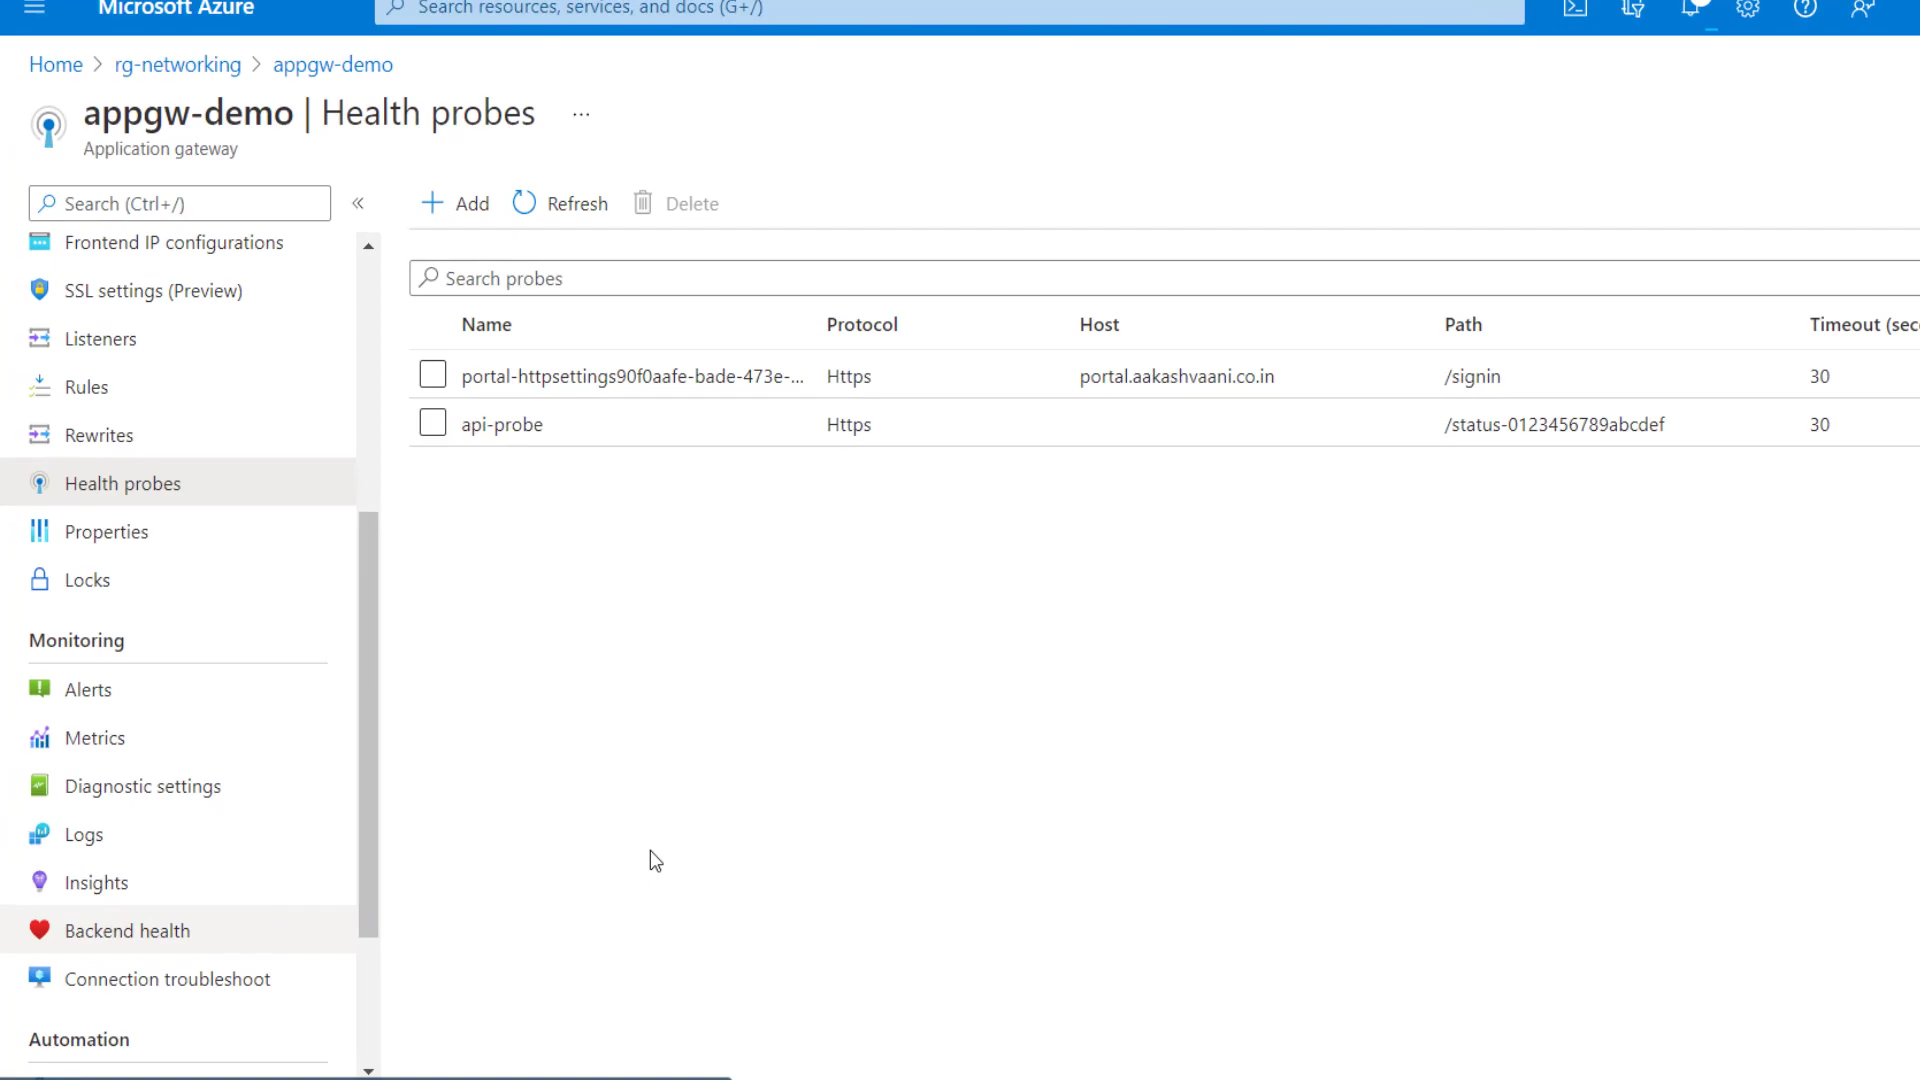 Microsoft Azure
Search resources, services, and docs (G+/)
Home > rg-networking > appgw-demo
appgw-demo | Health probes ...
Application gateway
Search (Ctrl+/) «
Add Refresh Delete
Frontend IP configurations
SSL settings (Preview)
Listeners
Rules
Rewrites
Health probes
Properties
Locks
Monitoring
Alerts
Metrics
Diagnostic settings
Logs
Insights
Backend health
Connection troubleshoot
Automation
Search probes
Name Protocol Host Path Timeout (sec
portal-httpsettings90f0aafe-bade-473e-... Https portal.aakashvaani.co.in /signin 30
api-probe Https /status-0123456789abcdef 30